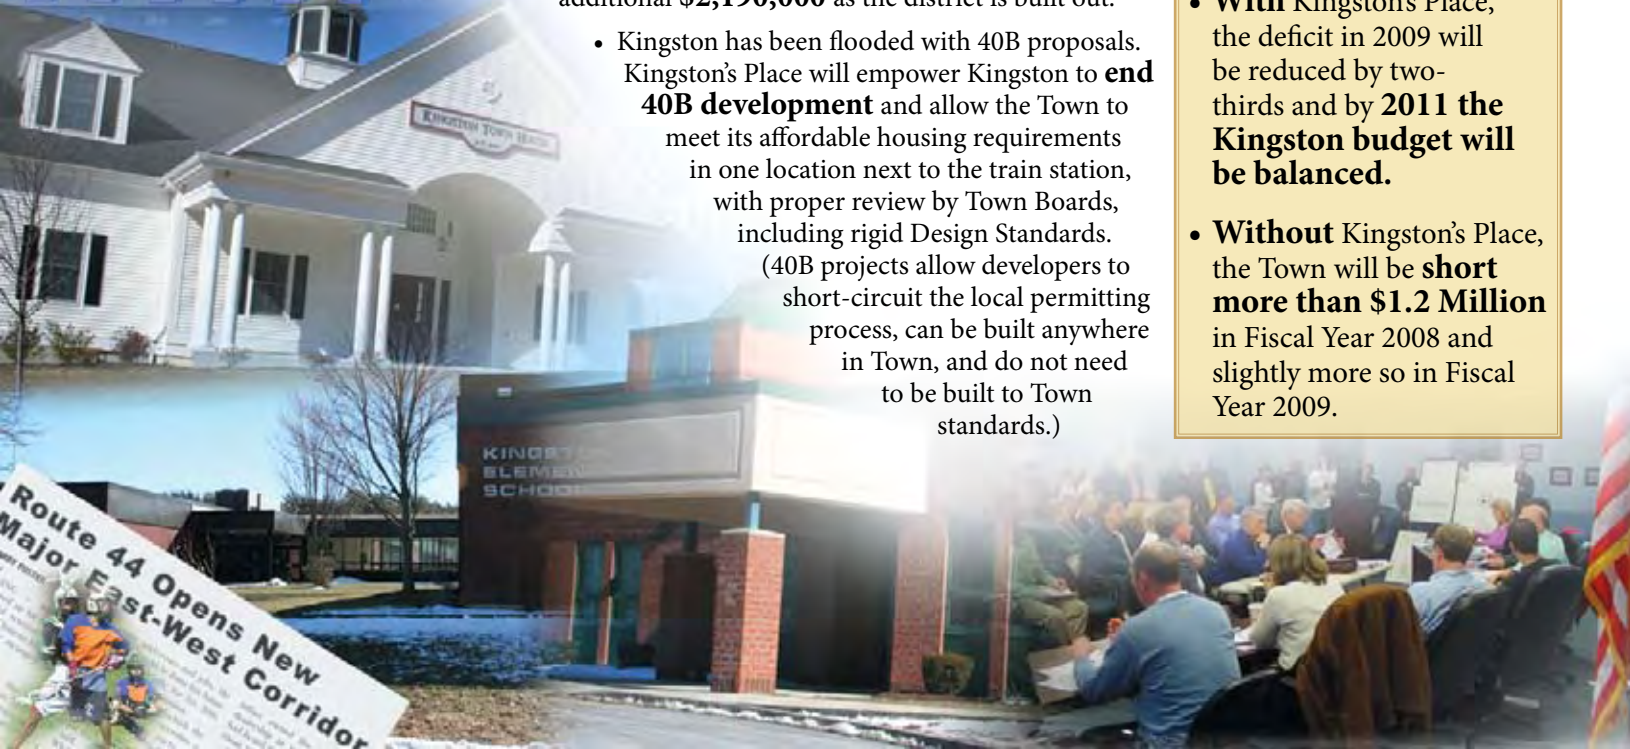 additional $2,190,000 as the district is built out.
• Kingston has been flooded with 40B proposals.
Kingston's Place will empower Kingston to end
40B development and allow the Town to
meet its affordable housing requirements
in one location next to the train station,
with proper review by Town Boards,
including rigid Design Standards.
(40B projects allow developers to
short-circuit the local permitting
process, can be built anywhere
in Town, and do not need
to be built to Town
standards.)
• With Kingston's Place,
the deficit in 2009 will
be reduced by two-
thirds and by 2011 the
Kingston budget will
be balanced.
• Without Kingston's Place,
the Town will be short
more than $1.2 Million
in Fiscal Year 2008 and
slightly more so in Fiscal
Year 2009.
KINGSTON TOWN HOUSE
KINGST
ELEMEN
SCHOOL
Route 44 Opens New
Major East-West Corridor